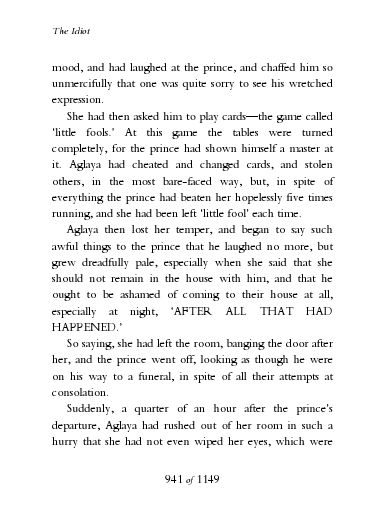 The Idiot
mood, and had laughed at the prince, and chaffed him so
unmercifully that one was quite sorry to see his wretched
expression.
She had then asked him to play cards—the game called
'little fools.' At this game the tables were turned
completely, for the prince had shown himself a master at
it. Aglaya had cheated and changed cards, and stolen
others, in the most bare-faced way, but, in spite of
everything the prince had beaten her hopelessly five times
running, and she had been left 'little fool' each time.
Aglaya then lost her temper, and began to say such
awful things to the prince that he laughed no more, but
grew dreadfully pale, especially when she said that she
should not remain in the house with him, and that he
ought to be ashamed of coming to their house at all,
especially at night, 'AFTER ALL THAT HAD
HAPPENED.'
So saying, she had left the room, banging the door after
her, and the prince went off, looking as though he were
on his way to a funeral, in spite of all their attempts at
consolation.
Suddenly, a quarter of an hour after the prince's
departure, Aglaya had rushed out of her room in such a
hurry that she had not even wiped her eyes, which were
941 of 1149